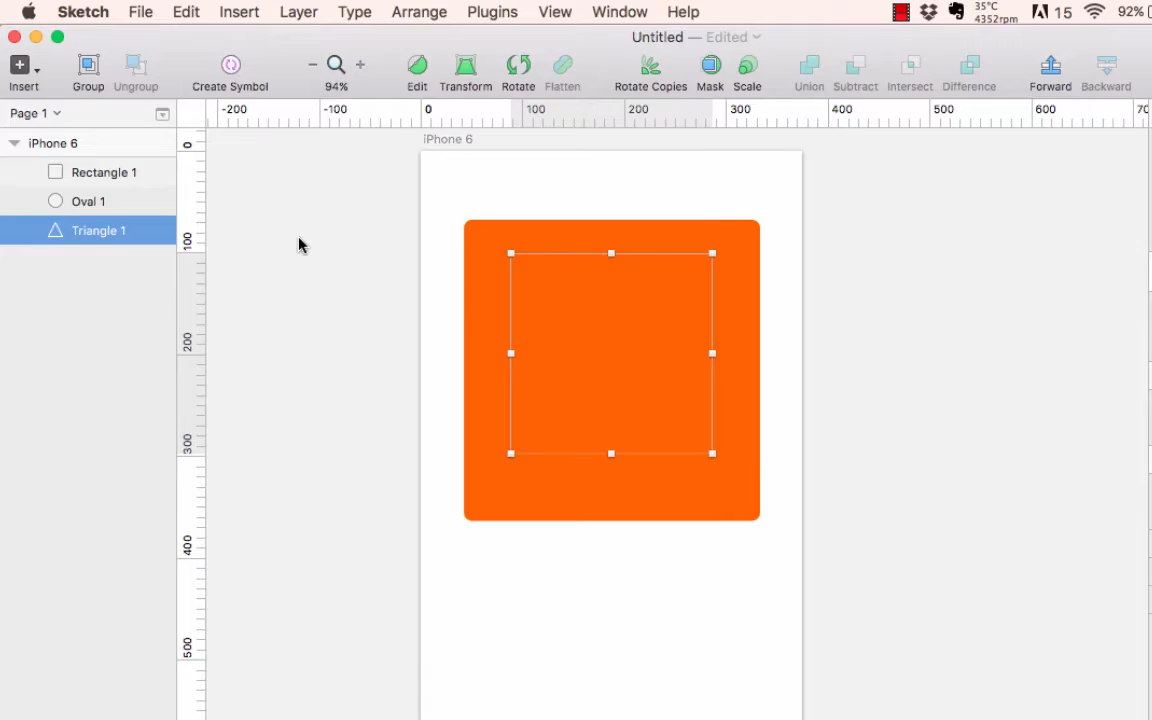 Sketch File Edit Insert Layer Type Arrange Plugins View Window Help 35°C 4352rpm 15 92%
Untitled — Edited
Insert Group Ungroup Create Symbol 94% Edit Transform Rotate Flatten Rotate Copies Mask Scale Union Subtract Intersect Difference Forward Backward
Page 1 -200 -100 0 100 200 300 400 500 600 70
iPhone 6
iPhone 6
0
Rectangle 1
Oval 1
Triangle 1
100
200
300
400
500